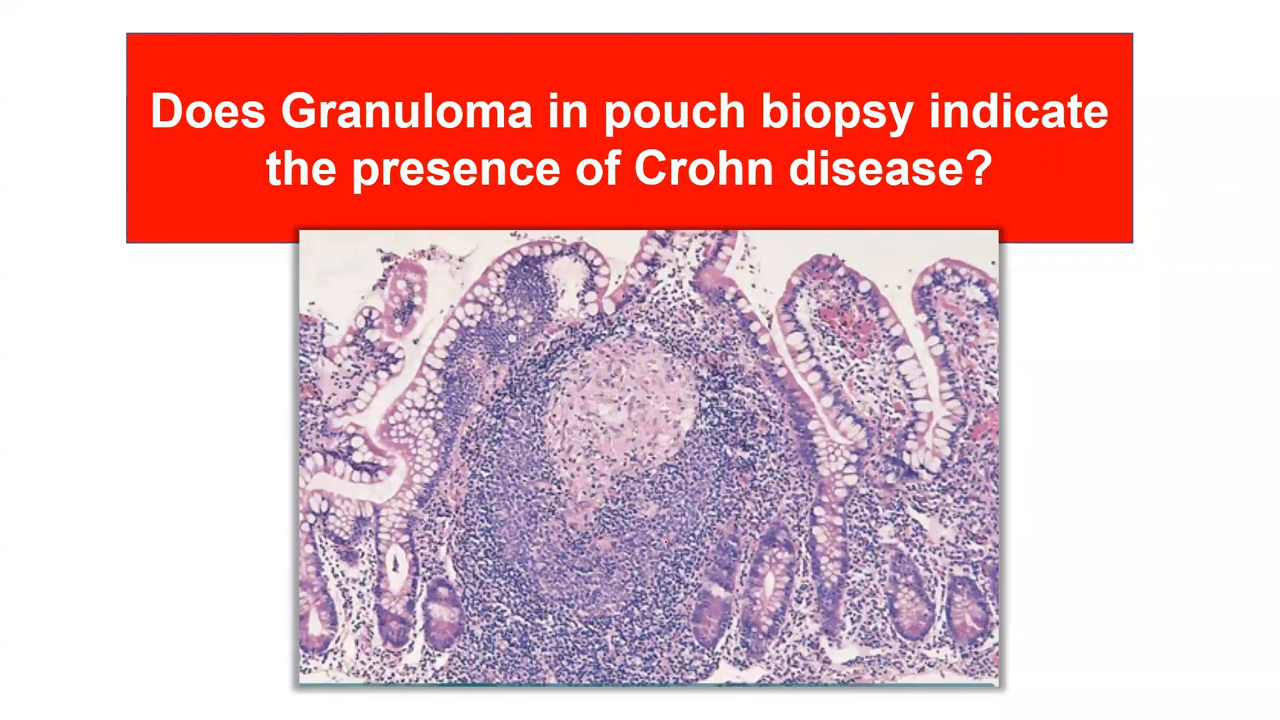 Does Granuloma in pouch biopsy indicate
the presence of Crohn disease?